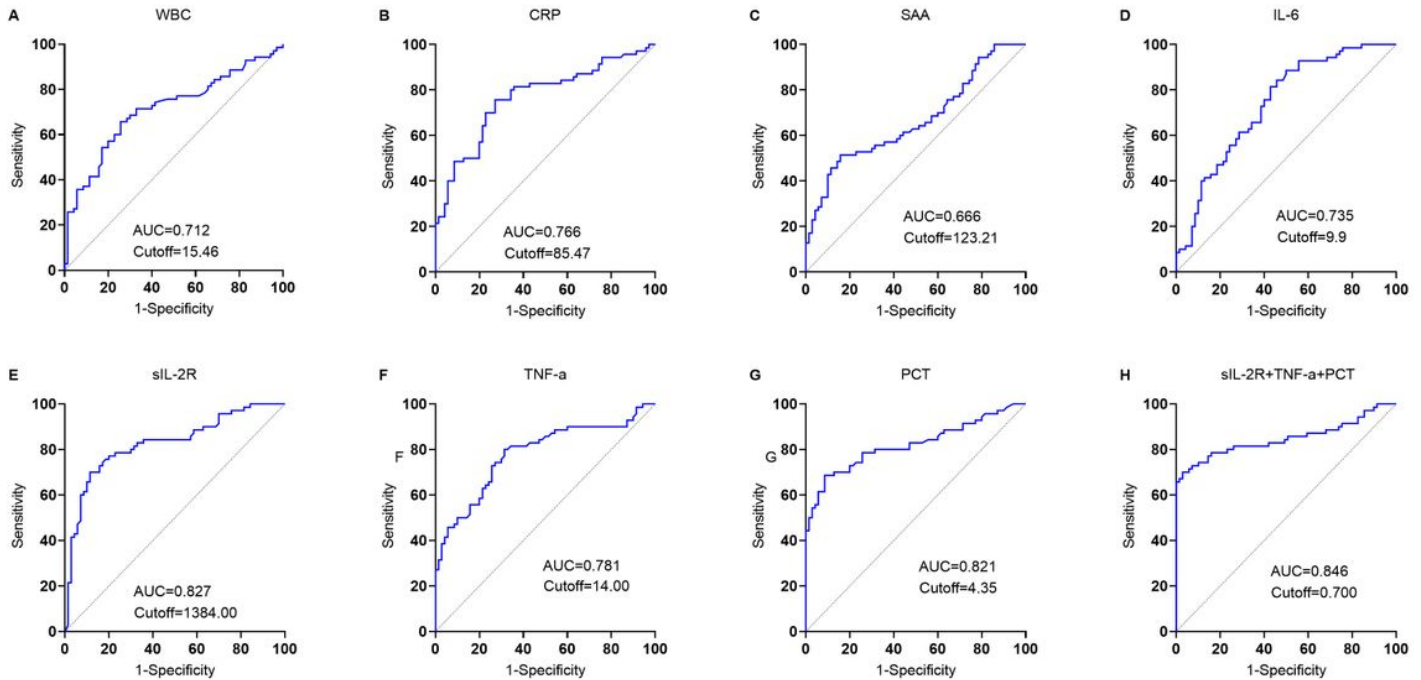 A WBC
100
80
60
40
20
0
Sensitivity
AUC=0.712
Cutoff=15.46
0 20 40 60 80 100
1-Specificity
B CRP
100
80
60
40
20
0
Sensitivity
AUC=0.766
Cutoff=85.47
0 20 40 60 80 100
1-Specificity
C SAA
100
80
60
40
20
0
Sensitivity
AUC=0.666
Cutoff=123.21
0 20 40 60 80 100
1-Specificity
D IL-6
100
80
60
40
20
0
Sensitivity
AUC=0.735
Cutoff=9.9
0 20 40 60 80 100
1-Specificity
E sIL-2R
100
80
60
40
20
0
Sensitivity
AUC=0.827
Cutoff=1384.00
0 20 40 60 80 100
1-Specificity
F TNF-a
F
100
80
60
40
20
0
Sensitivity
AUC=0.781
Cutoff=14.00
0 20 40 60 80 100
1-Specificity
G PCT
G
100
80
60
40
20
0
Sensitivity
AUC=0.821
Cutoff=4.35
0 20 40 60 80 100
1-Specificity
H sIL-2R+TNF-a+PCT
100
80
60
40
20
0
Sensitivity
AUC=0.846
Cutoff=0.700
0 20 40 60 80 100
1-Specificity